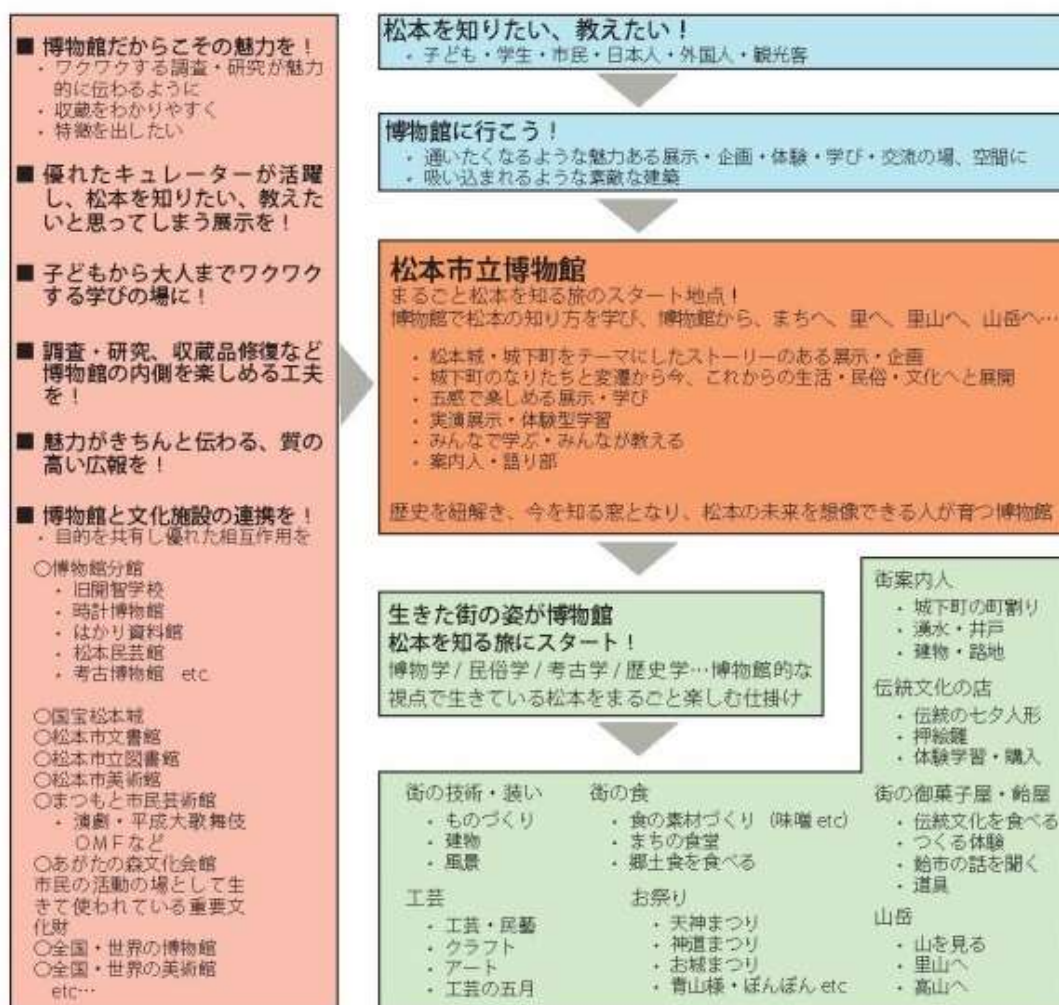 ■ 博物館だからこその魅力を！
・ ワクワクする調査・研究が魅力
的に伝わるように
・ 収蔵をわかりやすく
・ 特徴を出したい
■ 優れたキュレーターが活躍
し、松本を知りたい、教えた
いと思ってしまう展示を！
■ 子どもから大人までワクワク
する学びの場に！
■ 調査・研究、収蔵品修復など
博物館の内側を楽しめる工夫
を！
■ 魅力がきちんと伝わる、質の
高い広報を！
■ 博物館と文化施設の連携を！
・ 目的を共有し優れた相互作用を
○博物館分館
・ 旧開智学校
・ 時計博物館
・ はかり資料館
・ 松本民芸館
・ 考古博物館 etc
○国宝松本城
○松本市文書館
○松本市立図書館
○松本市美術館
○まつもと市民芸術館
・ 演劇・平成大歌舞伎
OMFなど
○あがたの森文化会館
市民の活動の場として生
きて使われている重要文
化財
○全国・世界の博物館
○全国・世界の美術館
etc…
松本を知りたい、教えたい！
・ 子ども・学生・市民・日本人・外国人・観光客
博物館に行こう！
・ 通いたくなるような魅力ある展示・企画・体験・学び・交流の場、空間に
・ 吸い込まれるような素敵な建築
松本市立博物館
まるごと松本を知る旅のスタート地点！
博物館で松本の知り方を学び、博物館から、まちへ、里へ、里山へ、山岳へ…
・ 松本城・城下町をテーマにしたストーリーのある展示・企画
・ 城下町のなりたちと変遷から今、これからの生活・民俗・文化へと展開
・ 五感で楽しめる展示・学び
・ 実演展示・体験型学習
・ みんなで学ぶ・みんなが教える
・ 案内人・語り部
歴史を紐解き、今を知る窓となり、松本の未来を想像できる人が育つ博物館
生きた街の姿が博物館
松本を知る旅にスタート！
博物学/民俗学/考古学/歴史学…博物館的な
視点で生きている松本をまるごと楽しむ仕掛け
街の技術・装い
・ ものづくり
・ 建物
・ 風景
工芸
・ 工芸・民藝
・ クラフト
・ アート
・ 工芸の五月
街の食
・ 食の素材づくり（味噌 etc）
・ まちの食堂
・ 郷土食を食べる
お祭り
・ 天神まつり
・ 神道まつり
・ お城まつり
・ 青山様・ぼんぼん etc
街案内人
・ 城下町の町割り
・ 湧水・井戸
・ 建物・路地
伝統文化の店
・ 伝統の七夕人形
・ 押絵雛
・ 体験学習・購入
街の御菓子屋・飴屋
・ 伝統文化を食べる
・ つくる体験
・ 飴市の話を聞く
・ 道具
山岳
・ 山を見る
・ 里山へ
・ 高山へ